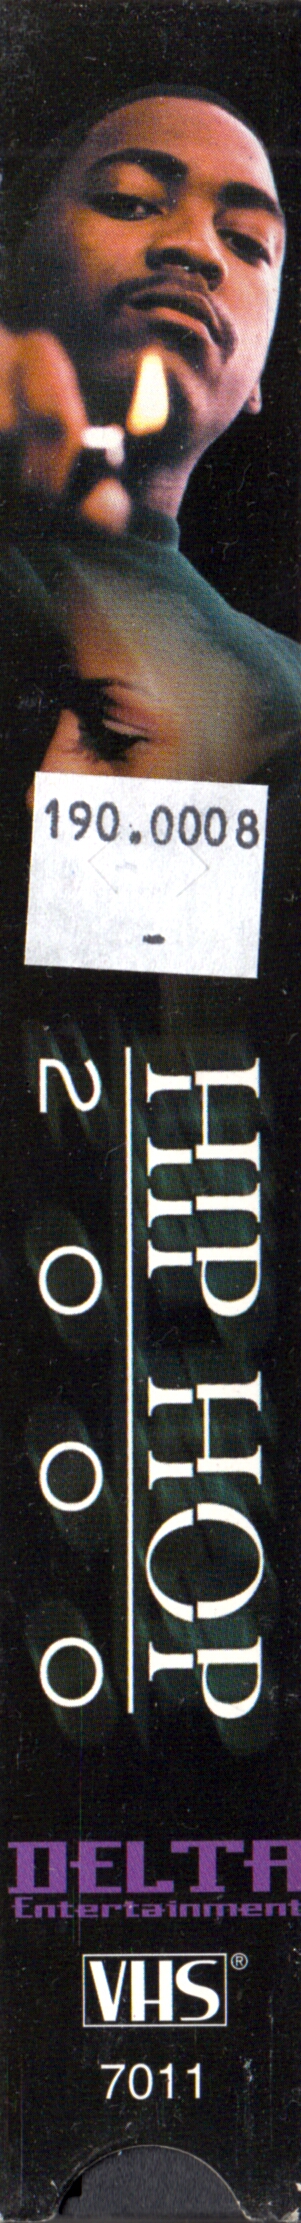 190.0008
HIP HOP
2000
DELTA
Entertainment
VHS®
7011